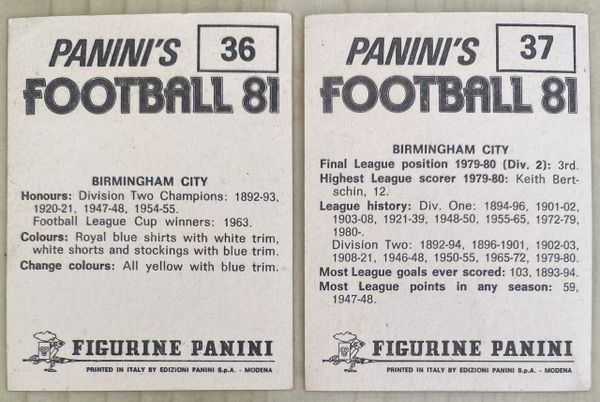 PANINI'S 36
FOOTBALL 81
BIRMINGHAM CITY
Honours: Division Two Champions: 1892-93,
1920-21, 1947-48, 1954-55.
Football League Cup winners: 1963.
Colours: Royal blue shirts with white trim,
white shorts and stockings with blue trim.
Change colours: All yellow with blue trim.
FIGURINE PANINI
PRINTED IN ITALY BY EDIZIONI PANINI S.p.A. - MODENA
PANINI'S 37
FOOTBALL 81
BIRMINGHAM CITY
Final League position 1979-80 (Div. 2): 3rd.
Highest League scorer 1979-80: Keith Bert-
schin, 12.
League history: Div. One: 1894-96, 1901-02,
1903-08, 1921-39, 1948-50, 1955-65, 1972-79,
1980-.
Division Two: 1892-94, 1896-1901, 1902-03,
1908-21, 1946-48, 1950-55, 1965-72, 1979-80.
Most League goals ever scored: 103, 1893-94.
Most League points in any season: 59,
1947-48.
FIGURINE PANINI
PRINTED IN ITALY BY EDIZIONI PANINI S.p.A. - MODENA